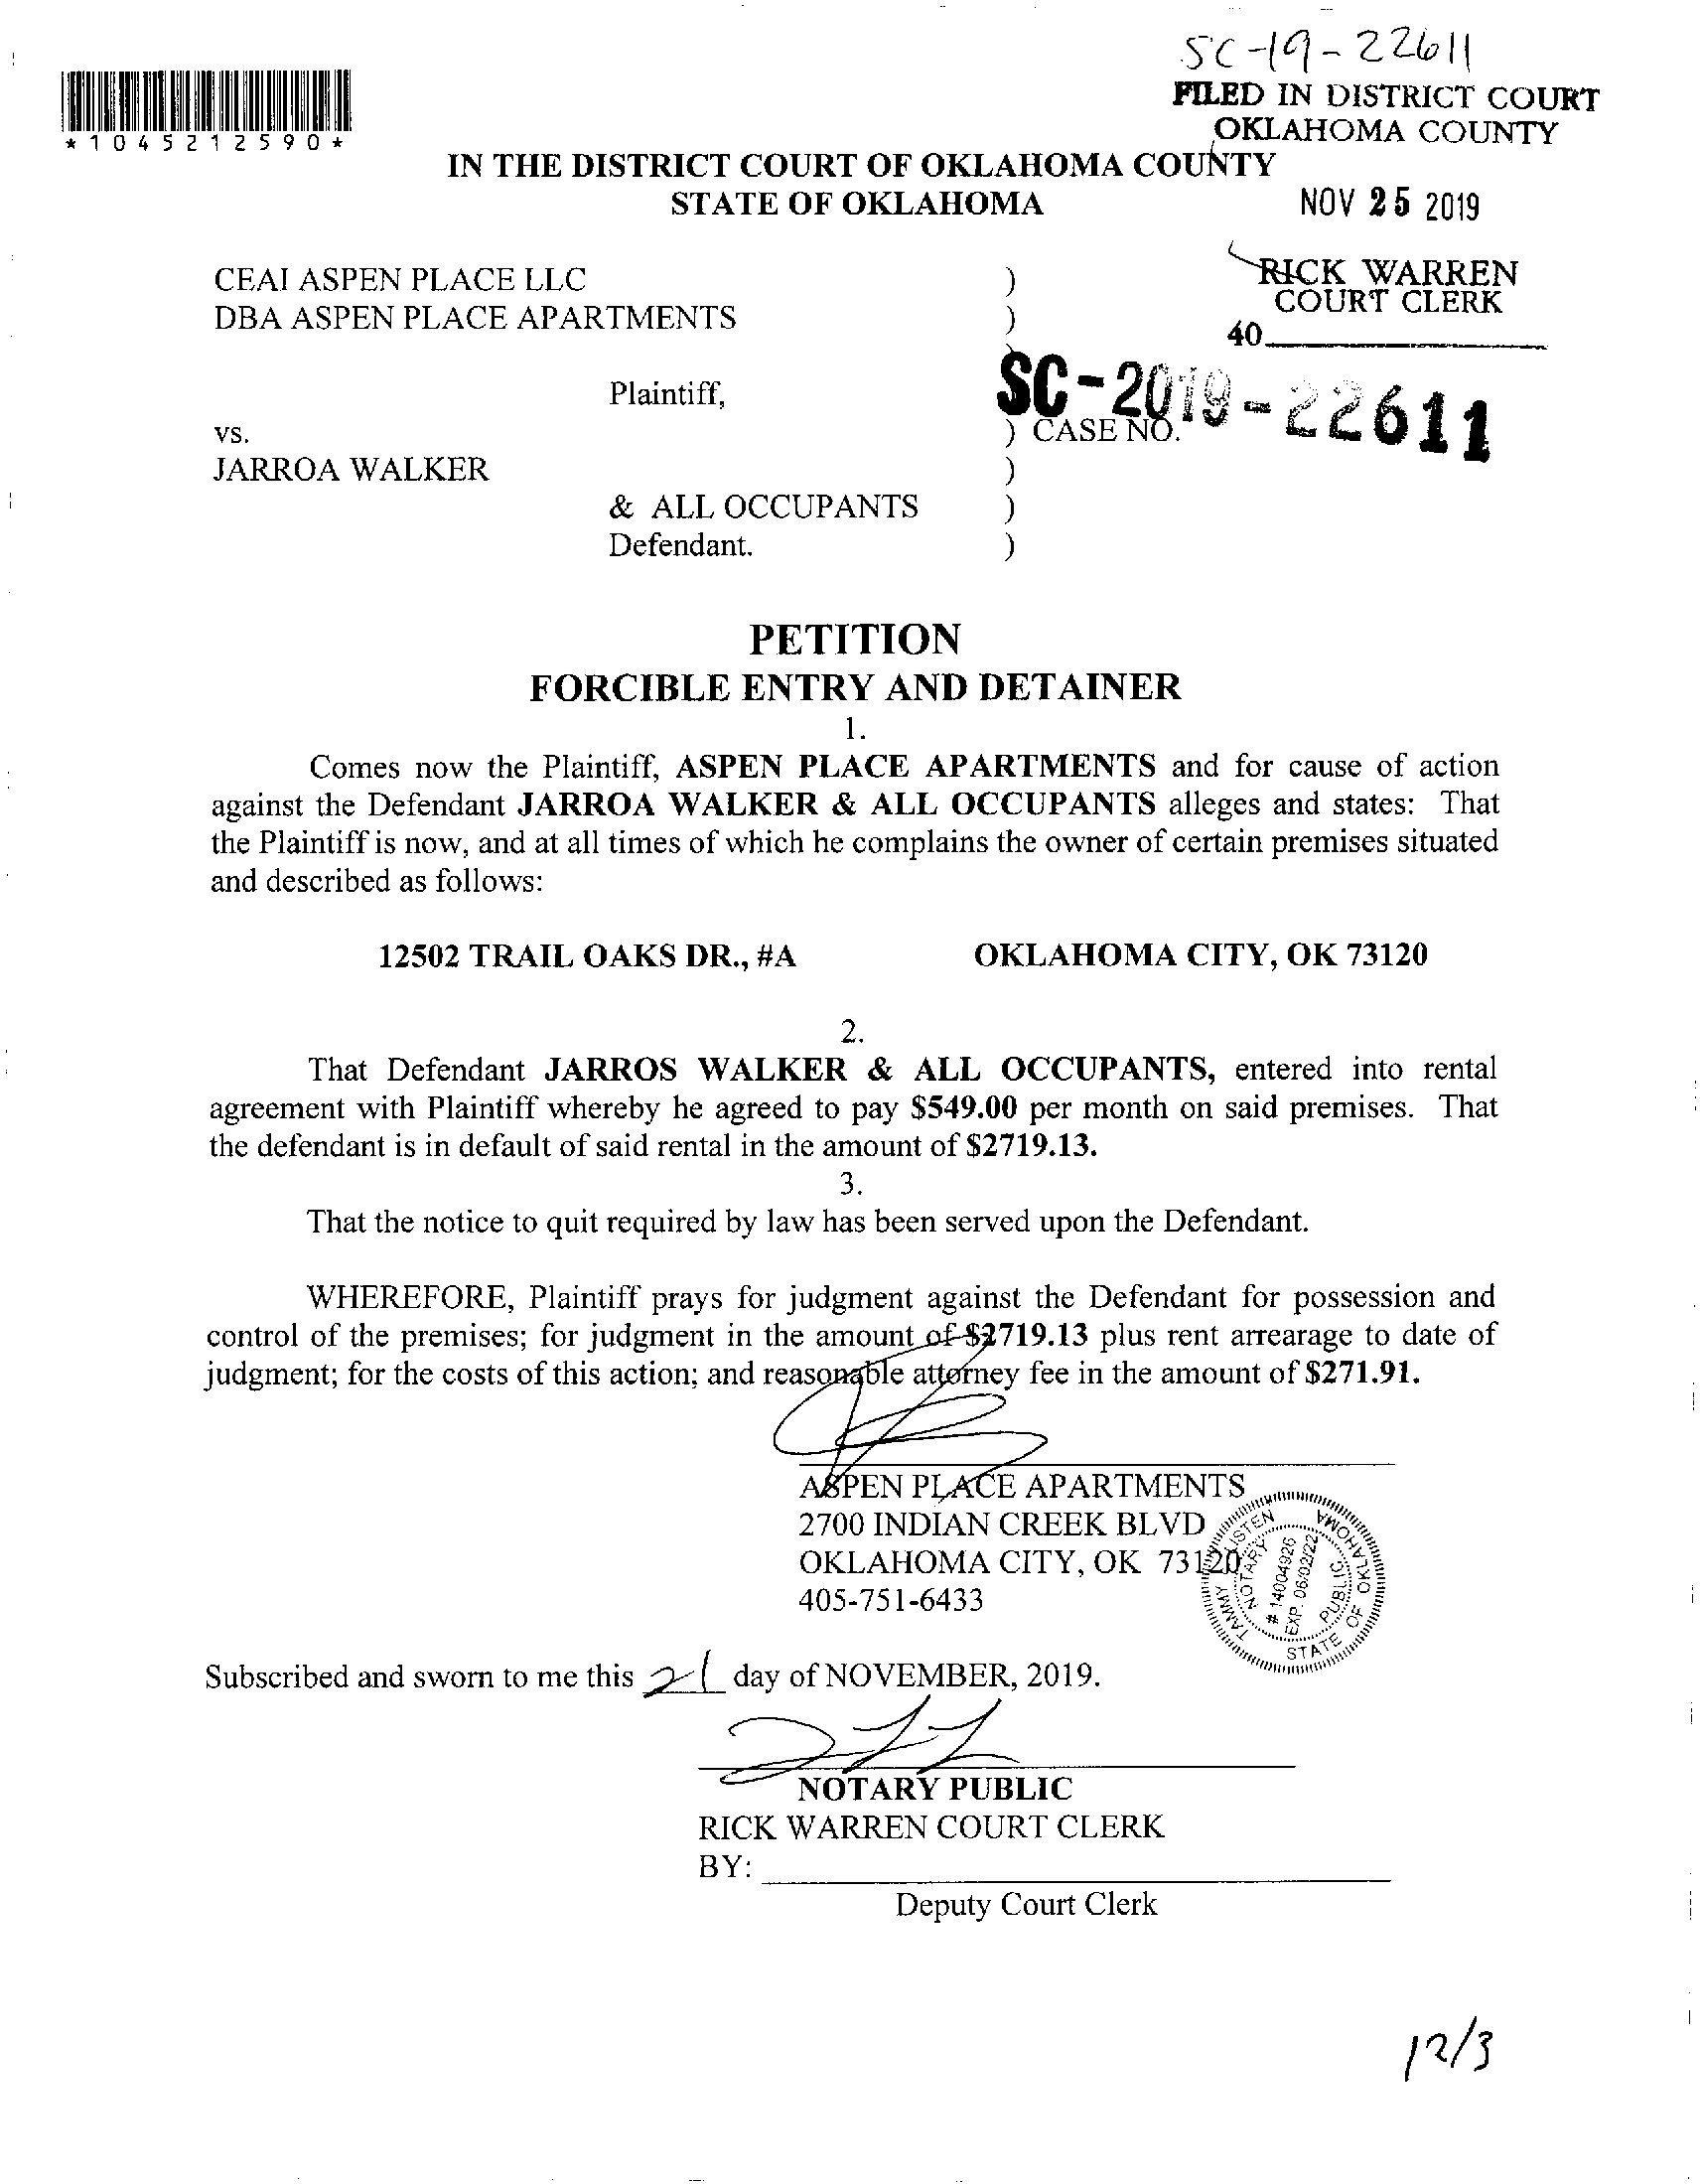 SC-19-22611
FILED IN DISTRICT COURT
OKLAHOMA COUNTY
*1045212590*
IN THE DISTRICT COURT OF OKLAHOMA COUNTY
STATE OF OKLAHOMA
NOV 25 2019
RICK WARREN
COURT CLERK
40
CEAI ASPEN PLACE LLC )
DBA ASPEN PLACE APARTMENTS )
)
Plaintiff,
SC-2019-22611
vs. ) CASE NO.
JARROA WALKER )
& ALL OCCUPANTS )
Defendant. )
PETITION
FORCIBLE ENTRY AND DETAINER
1.
Comes now the Plaintiff, ASPEN PLACE APARTMENTS and for cause of action
against the Defendant JARROA WALKER & ALL OCCUPANTS alleges and states: That
the Plaintiff is now, and at all times of which he complains the owner of certain premises situated
and described as follows:
12502 TRAIL OAKS DR., #A OKLAHOMA CITY, OK 73120
2.
That Defendant JARROS WALKER & ALL OCCUPANTS, entered into rental
agreement with Plaintiff whereby he agreed to pay $549.00 per month on said premises. That
the defendant is in default of said rental in the amount of $2719.13.
3.
That the notice to quit required by law has been served upon the Defendant.
WHEREFORE, Plaintiff prays for judgment against the Defendant for possession and
control of the premises; for judgment in the amount of $2719.13 plus rent arrearage to date of
judgment; for the costs of this action; and reasonable attorney fee in the amount of $271.91.
ASPEN PLACE APARTMENTS
2700 INDIAN CREEK BLVD
OKLAHOMA CITY, OK 73120
405-751-6433
TAMMY LISTEN
NOTARY PUBLIC
# 14004926
EXP. 06/02/22
STATE OF OKLAHOMA
Subscribed and sworn to me this 21 day of NOVEMBER, 2019.
NOTARY PUBLIC
RICK WARREN COURT CLERK
BY:
Deputy Court Clerk
12/3